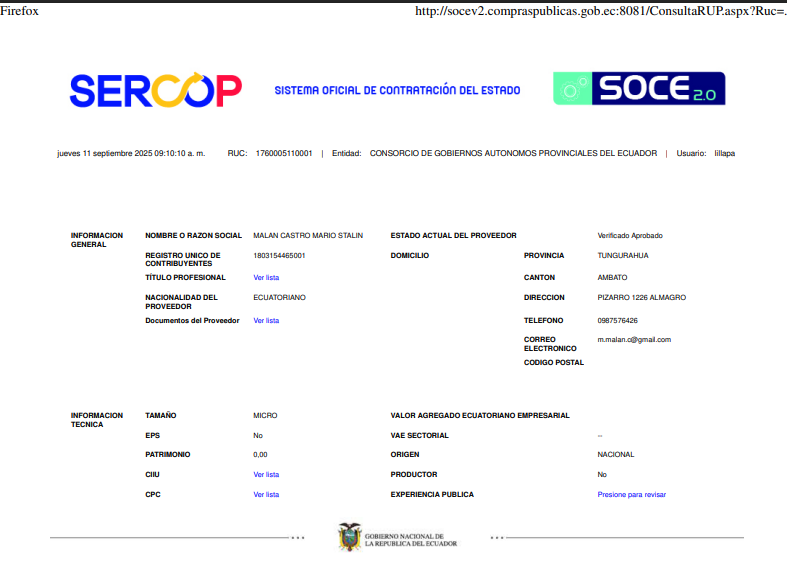 Firefox http://socev2.compraspublicas.gob.ec:8081/ConsultaRUP.aspx?Ruc=.
SERCOP SISTEMA OFICIAL DE CONTRATACIÓN DEL ESTADO SOCE 2.0
jueves 11 septiembre 2025 09:10:10 a. m. RUC: 1760005110001 | Entidad: CONSORCIO DE GOBIERNOS AUTONOMOS PROVINCIALES DEL ECUADOR | Usuario: lillapa
INFORMACION GENERAL NOMBRE O RAZON SOCIAL MALAN CASTRO MARIO STALIN ESTADO ACTUAL DEL PROVEEDOR Verificado Aprobado
REGISTRO UNICO DE CONTRIBUYENTES 1803154465001 DOMICILIO PROVINCIA TUNGURAHUA
TÍTULO PROFESIONAL Ver lista CANTON AMBATO
NACIONALIDAD DEL PROVEEDOR ECUATORIANO DIRECCION PIZARRO 1226 ALMAGRO
Documentos del Proveedor Ver lista TELEFONO 0987576426
CORREO ELECTRONICO m.malan.c@gmail.com
CODIGO POSTAL
INFORMACION TECNICA TAMAÑO MICRO VALOR AGREGADO ECUATORIANO EMPRESARIAL
EPS No VAE SECTORIAL --
PATRIMONIO 0,00 ORIGEN NACIONAL
CIIU Ver lista PRODUCTOR No
CPC Ver lista EXPERIENCIA PUBLICA Presione para revisar
GOBIERNO NACIONAL DE
LA REPUBLICA DEL ECUADOR